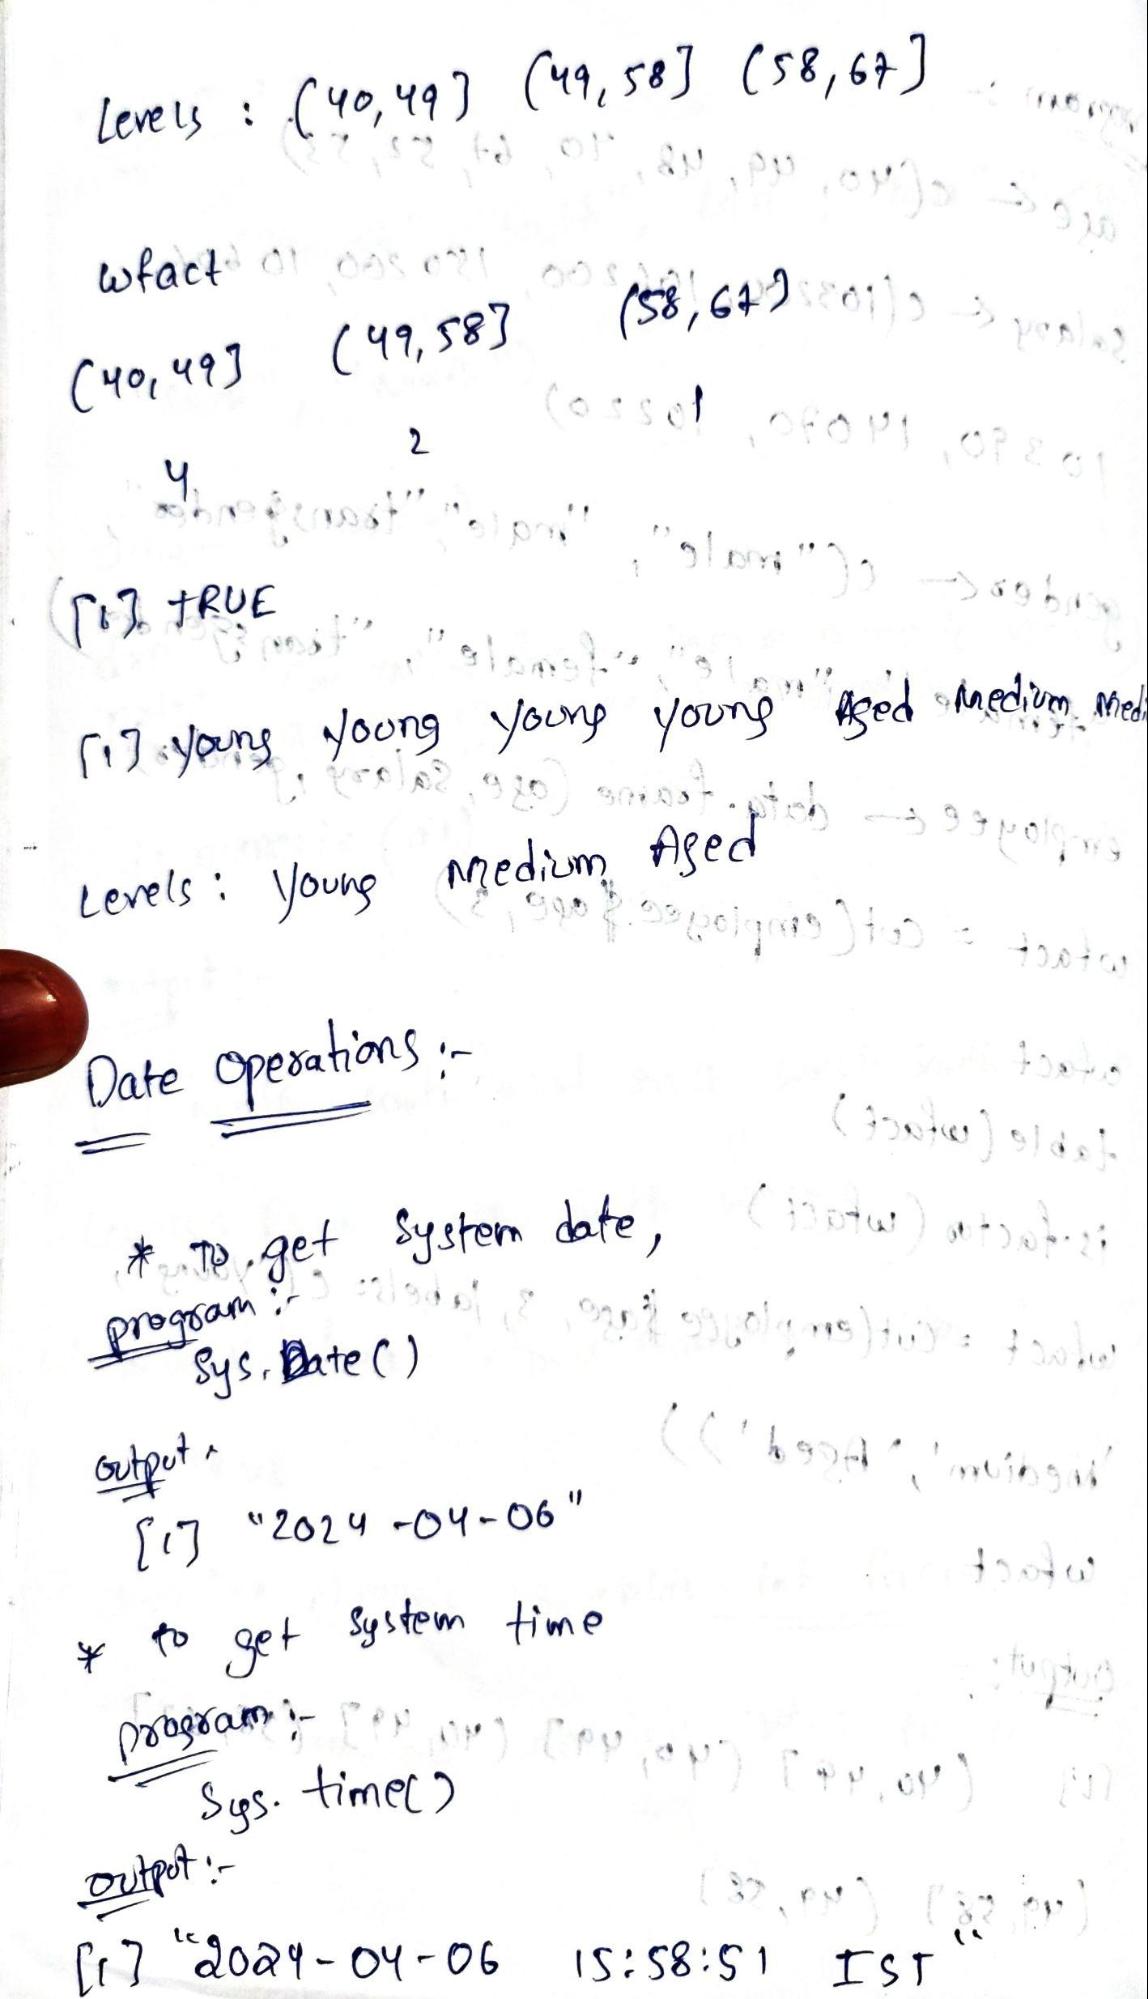 Levels : (40,49] (49,58] (58,67]
wfact
(40,49] (49,58] (58,67]
4 2 1
[1] TRUE
[1] young young young young Aged Medium Medi
Levels : Young Medium Aged
Date Operations :-
* To get System date,
program :-
Sys.Date()
output
[1] "2024-04-06"
* to get System time
program :-
Sys.time()
output :-
[1] "2024-04-06 15:58:51 IST"